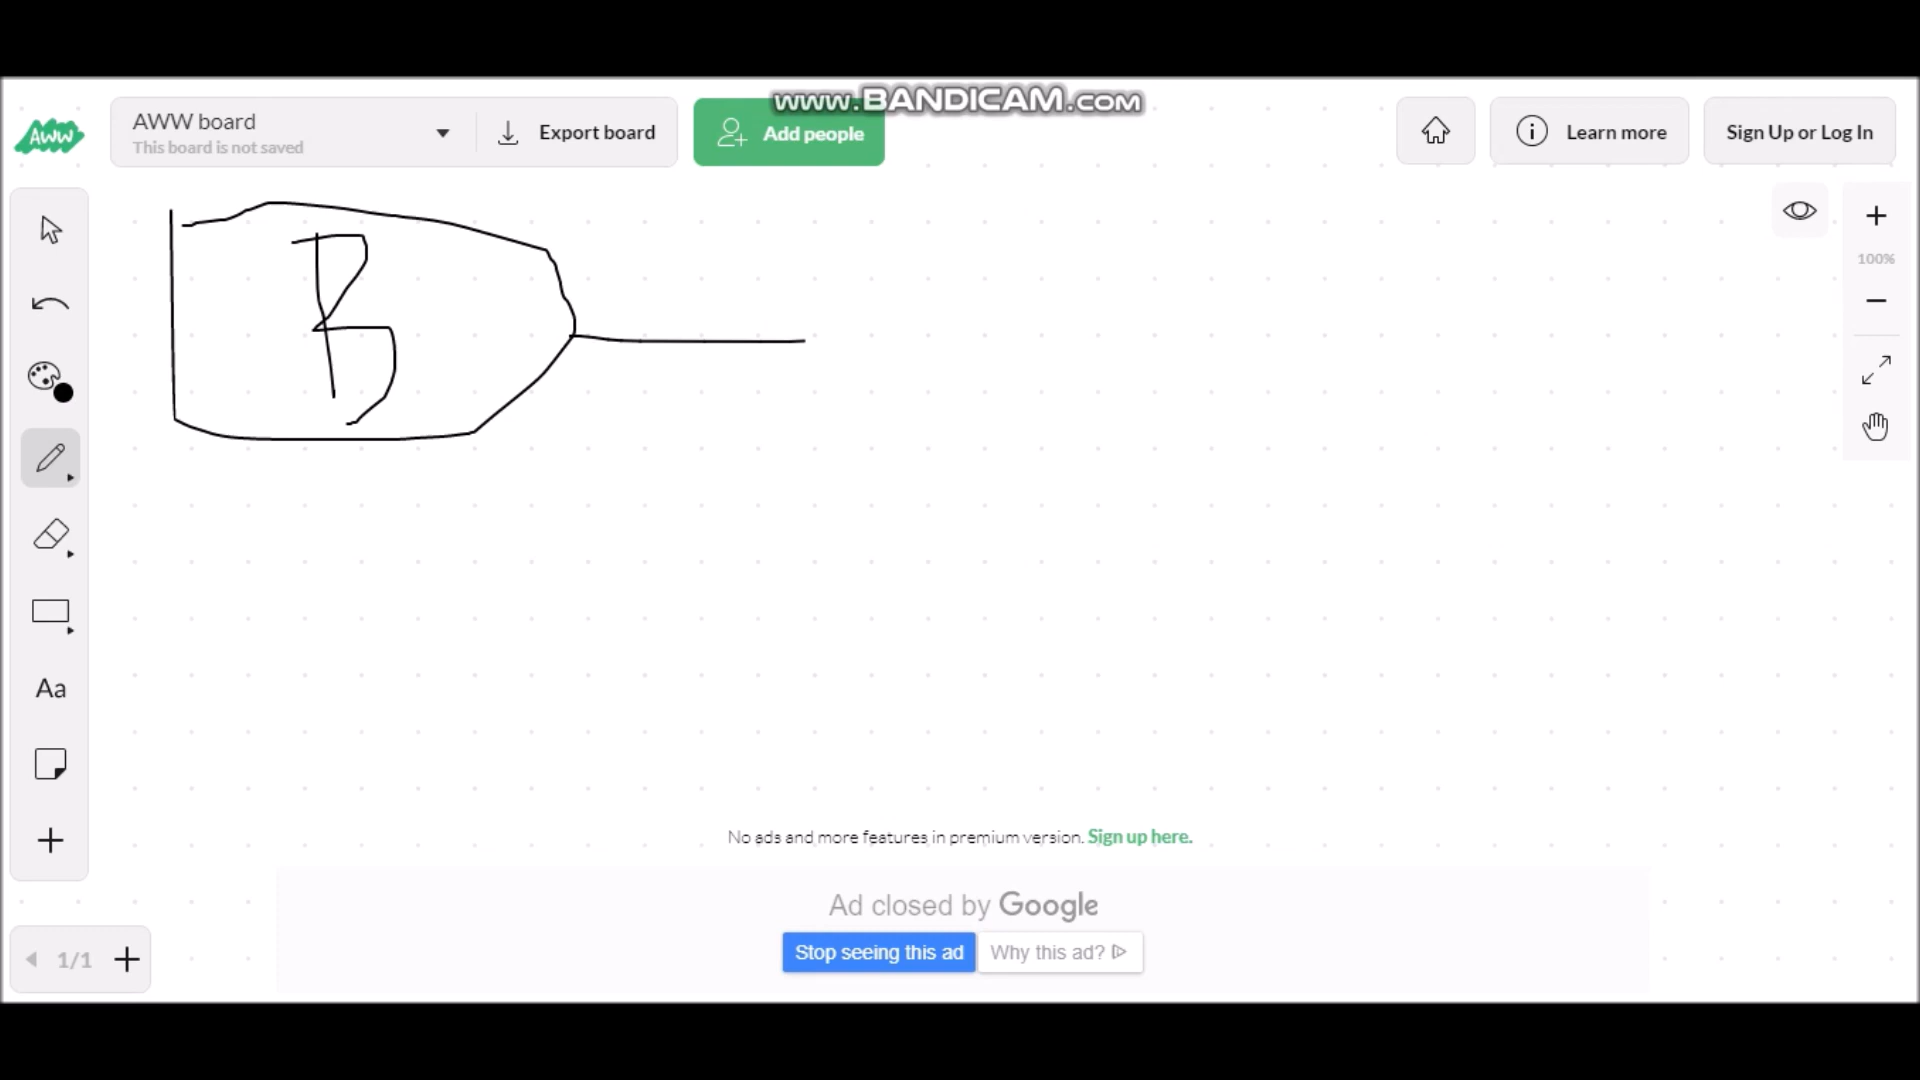 www.BANDICAM.com
AWW
AWW board
This board is not saved
Export board
Add people
Learn more
Sign Up or Log In
B
100%
Aa
No ads and more features in premium version. Sign up here.
Ad closed by Google
Stop seeing this ad
Why this ad?
1/1